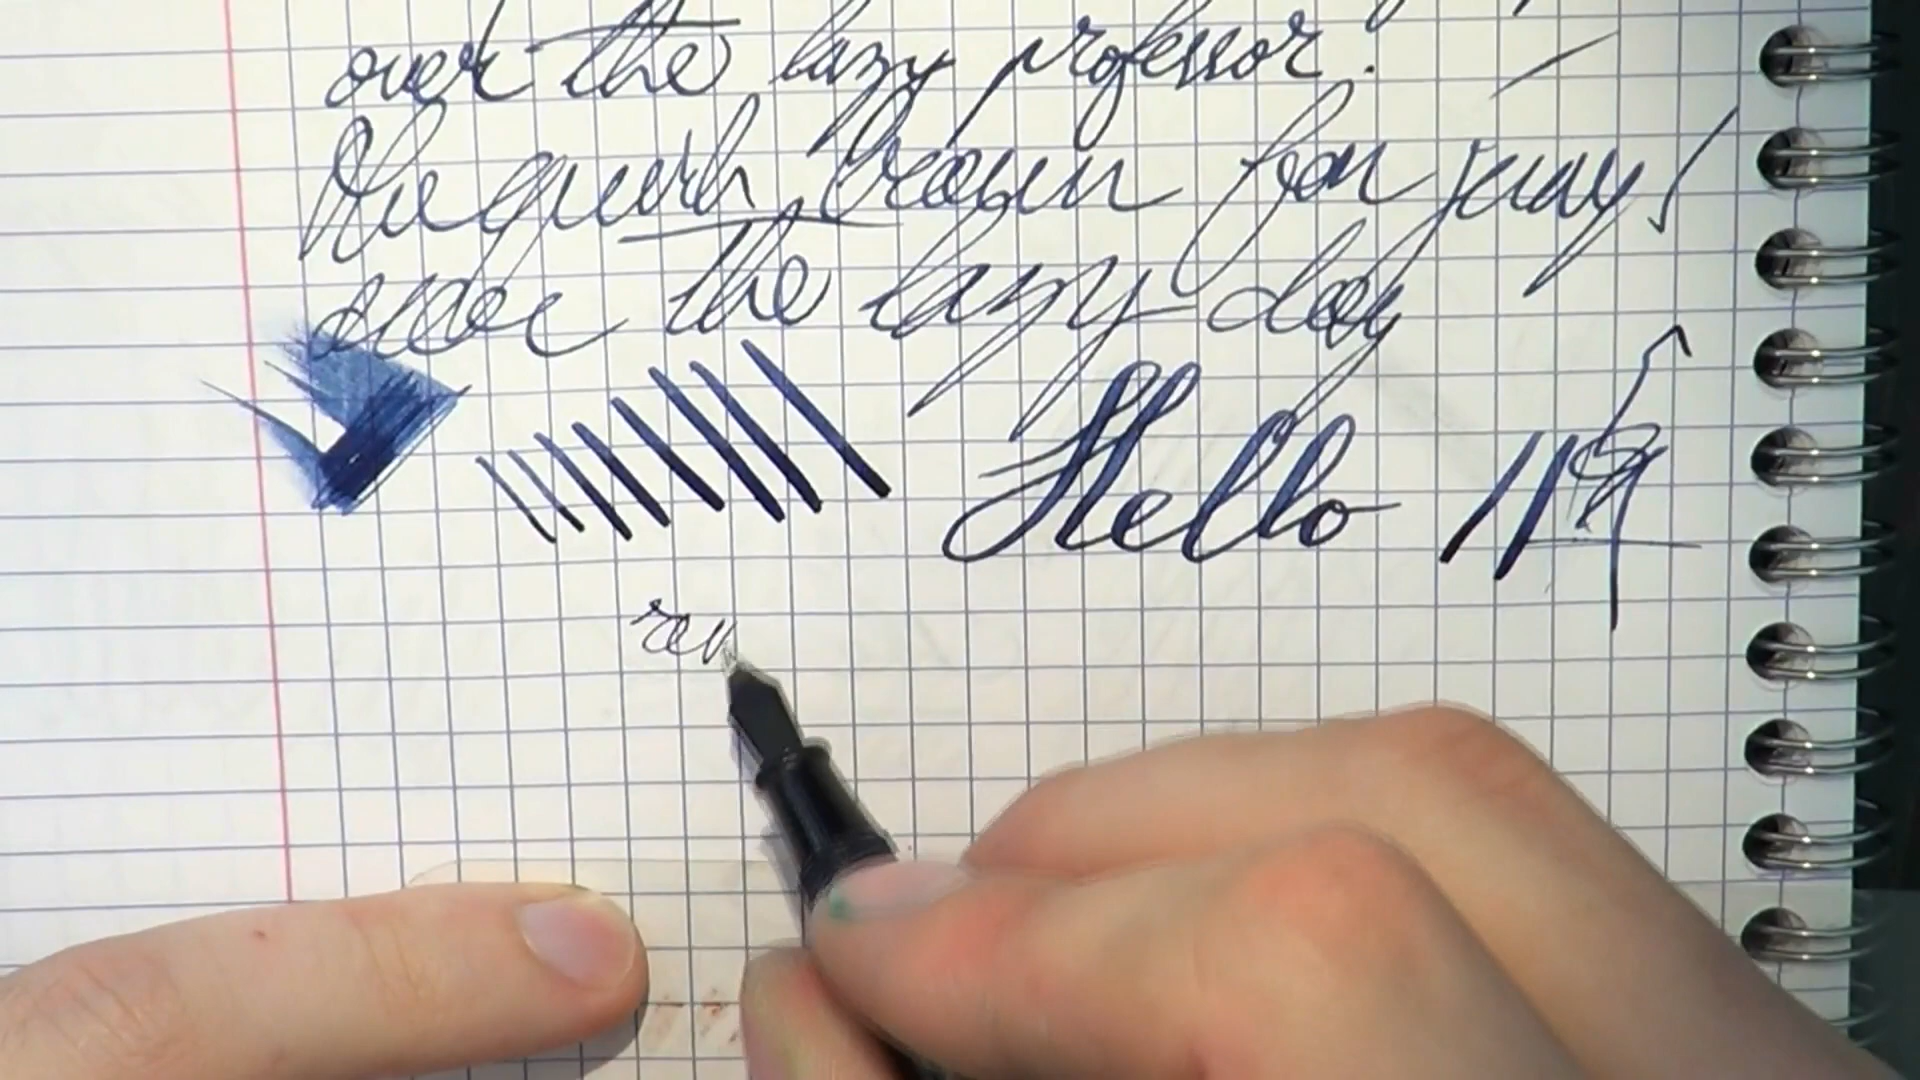 over the lazy professor.
The quick brown fox jumps
over the lazy dog
Hello